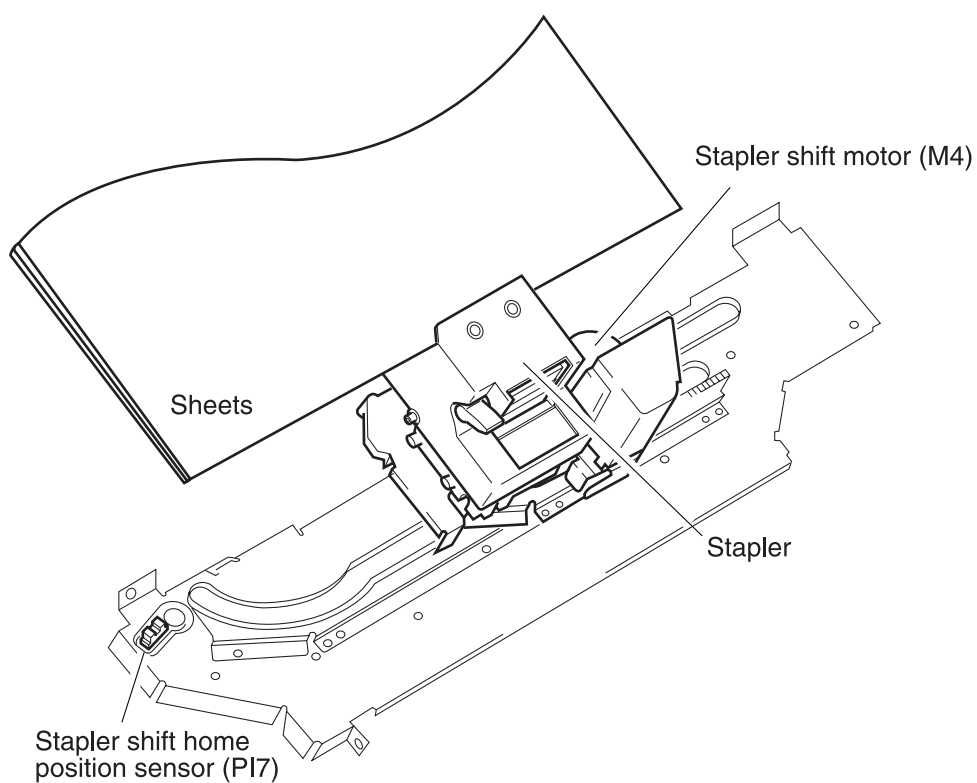 Stapler shift motor (M4)
Sheets
Stapler
Stapler shift home
position sensor (PI7)